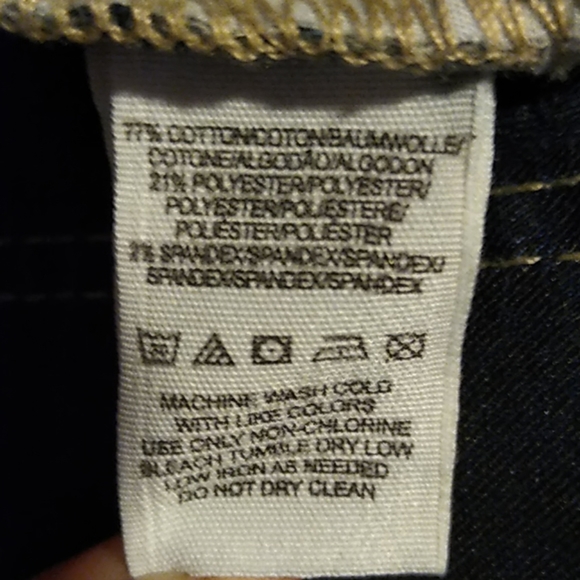 77% COTTON/COTON/BAUMWOLLE/
COTONE/ALGODÃO/ALGODON
21% POLYESTER/POLYESTER/
POLYESTER/POLIESTERE/
POLIESTER/POLIESTER
2% SPANDEX/SPANDEX/SPANDEX/
SPANDEX/SPANDEX/SPANDEX
MACHINE WASH COLD
WITH LIKE COLORS
USE ONLY NON-CHLORINE
BLEACH TUMBLE DRY LOW
LOW IRON AS NEEDED
DO NOT DRY CLEAN